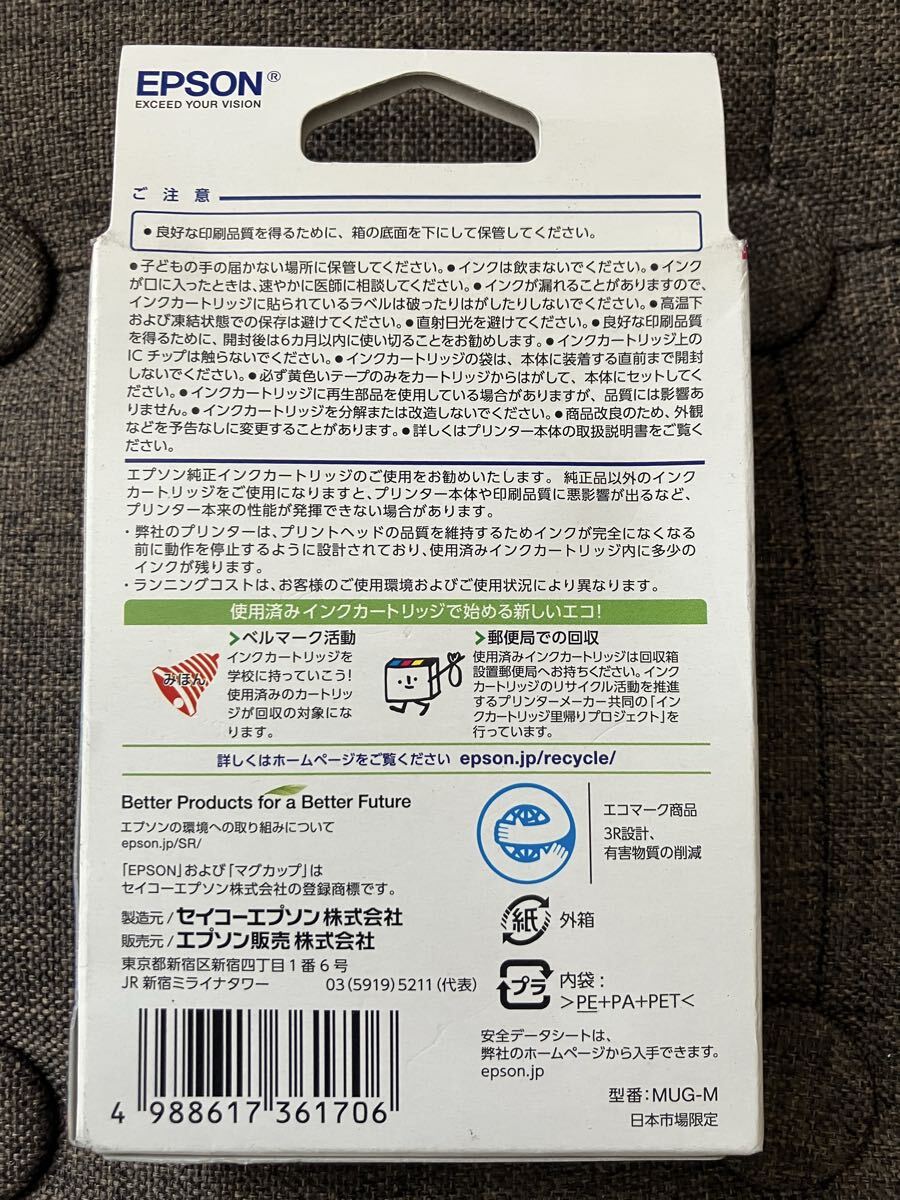 EPSON®
EXCEED YOUR VISION
ご注意
●良好な印刷品質を得るために、箱の底面を下にして保管してください。
●子どもの手の届かない場所に保管してください。●インクは飲まないでください。●インク
が口に入ったときは、速やかに医師に相談してください。●インクが漏れることがありますので、
インクカートリッジに貼られているラベルは破ったりはがしたりしないでください。●高温下
および凍結状態での保存は避けてください。●直射日光を避けてください。●良好な印刷品質
を得るために、開封後は6カ月以内に使い切ることをお勧めします。●インクカートリッジ上の
ICチップは触らないでください。●インクカートリッジの袋は、本体に装着する直前まで開封
しないでください。●必ず黄色いテープのみをカートリッジからはがして、本体にセットしてく
ださい。●インクカートリッジに再生部品を使用している場合がありますが、品質には影響あ
りません。●インクカートリッジを分解または改造しないでください。●商品改良のため、外観
などを予告なしに変更することがあります。●詳しくはプリンター本体の取扱説明書をご覧く
ださい。
エプソン純正インクカートリッジのご使用をお勧めいたします。純正品以外のインク
カートリッジをご使用になりますと、プリンター本体や印刷品質に悪影響が出るなど、
プリンター本来の性能が発揮できない場合があります。
・弊社のプリンターは、プリントヘッドの品質を維持するためインクが完全になくなる
前に動作を停止するように設計されており、使用済みインクカートリッジ内に多少の
インクが残ります。
・ランニングコストは、お客様のご使用環境およびご使用状況により異なります。
使用済みインクカートリッジで始める新しいエコ!
>ベルマーク活動
みほん
インクカートリッジを
学校に持っていこう!
使用済みのカートリッ
ジが回収の対象にな
ります。
>郵便局での回収
使用済みインクカートリッジは回収箱
設置郵便局へお持ちください。インク
カートリッジのリサイクル活動を推進
するプリンターメーカー共同の「イン
クカートリッジ里帰りプロジェクト」を
行っています。
詳しくはホームページをご覧ください epson.jp/recycle/
Better Products for a Better Future
エプソンの環境への取り組みについて
epson.jp/SR/
「EPSON」および「マグカップ」は
セイコーエプソン株式会社の登録商標です。
製造元/セイコーエプソン株式会社
販売元/エプソン販売 株式会社
東京都新宿区新宿四丁目1番6号
JR新宿ミライナタワー 03(5919)5211(代表)
エコマーク商品
3R設計、
有害物質の削減
紙 外箱
プラ 内袋:
>PE+PA+PET<
安全データシートは、
弊社のホームページから入手できます。
epson.jp
型番:MUG-M
日本市場限定
4 988617 361706